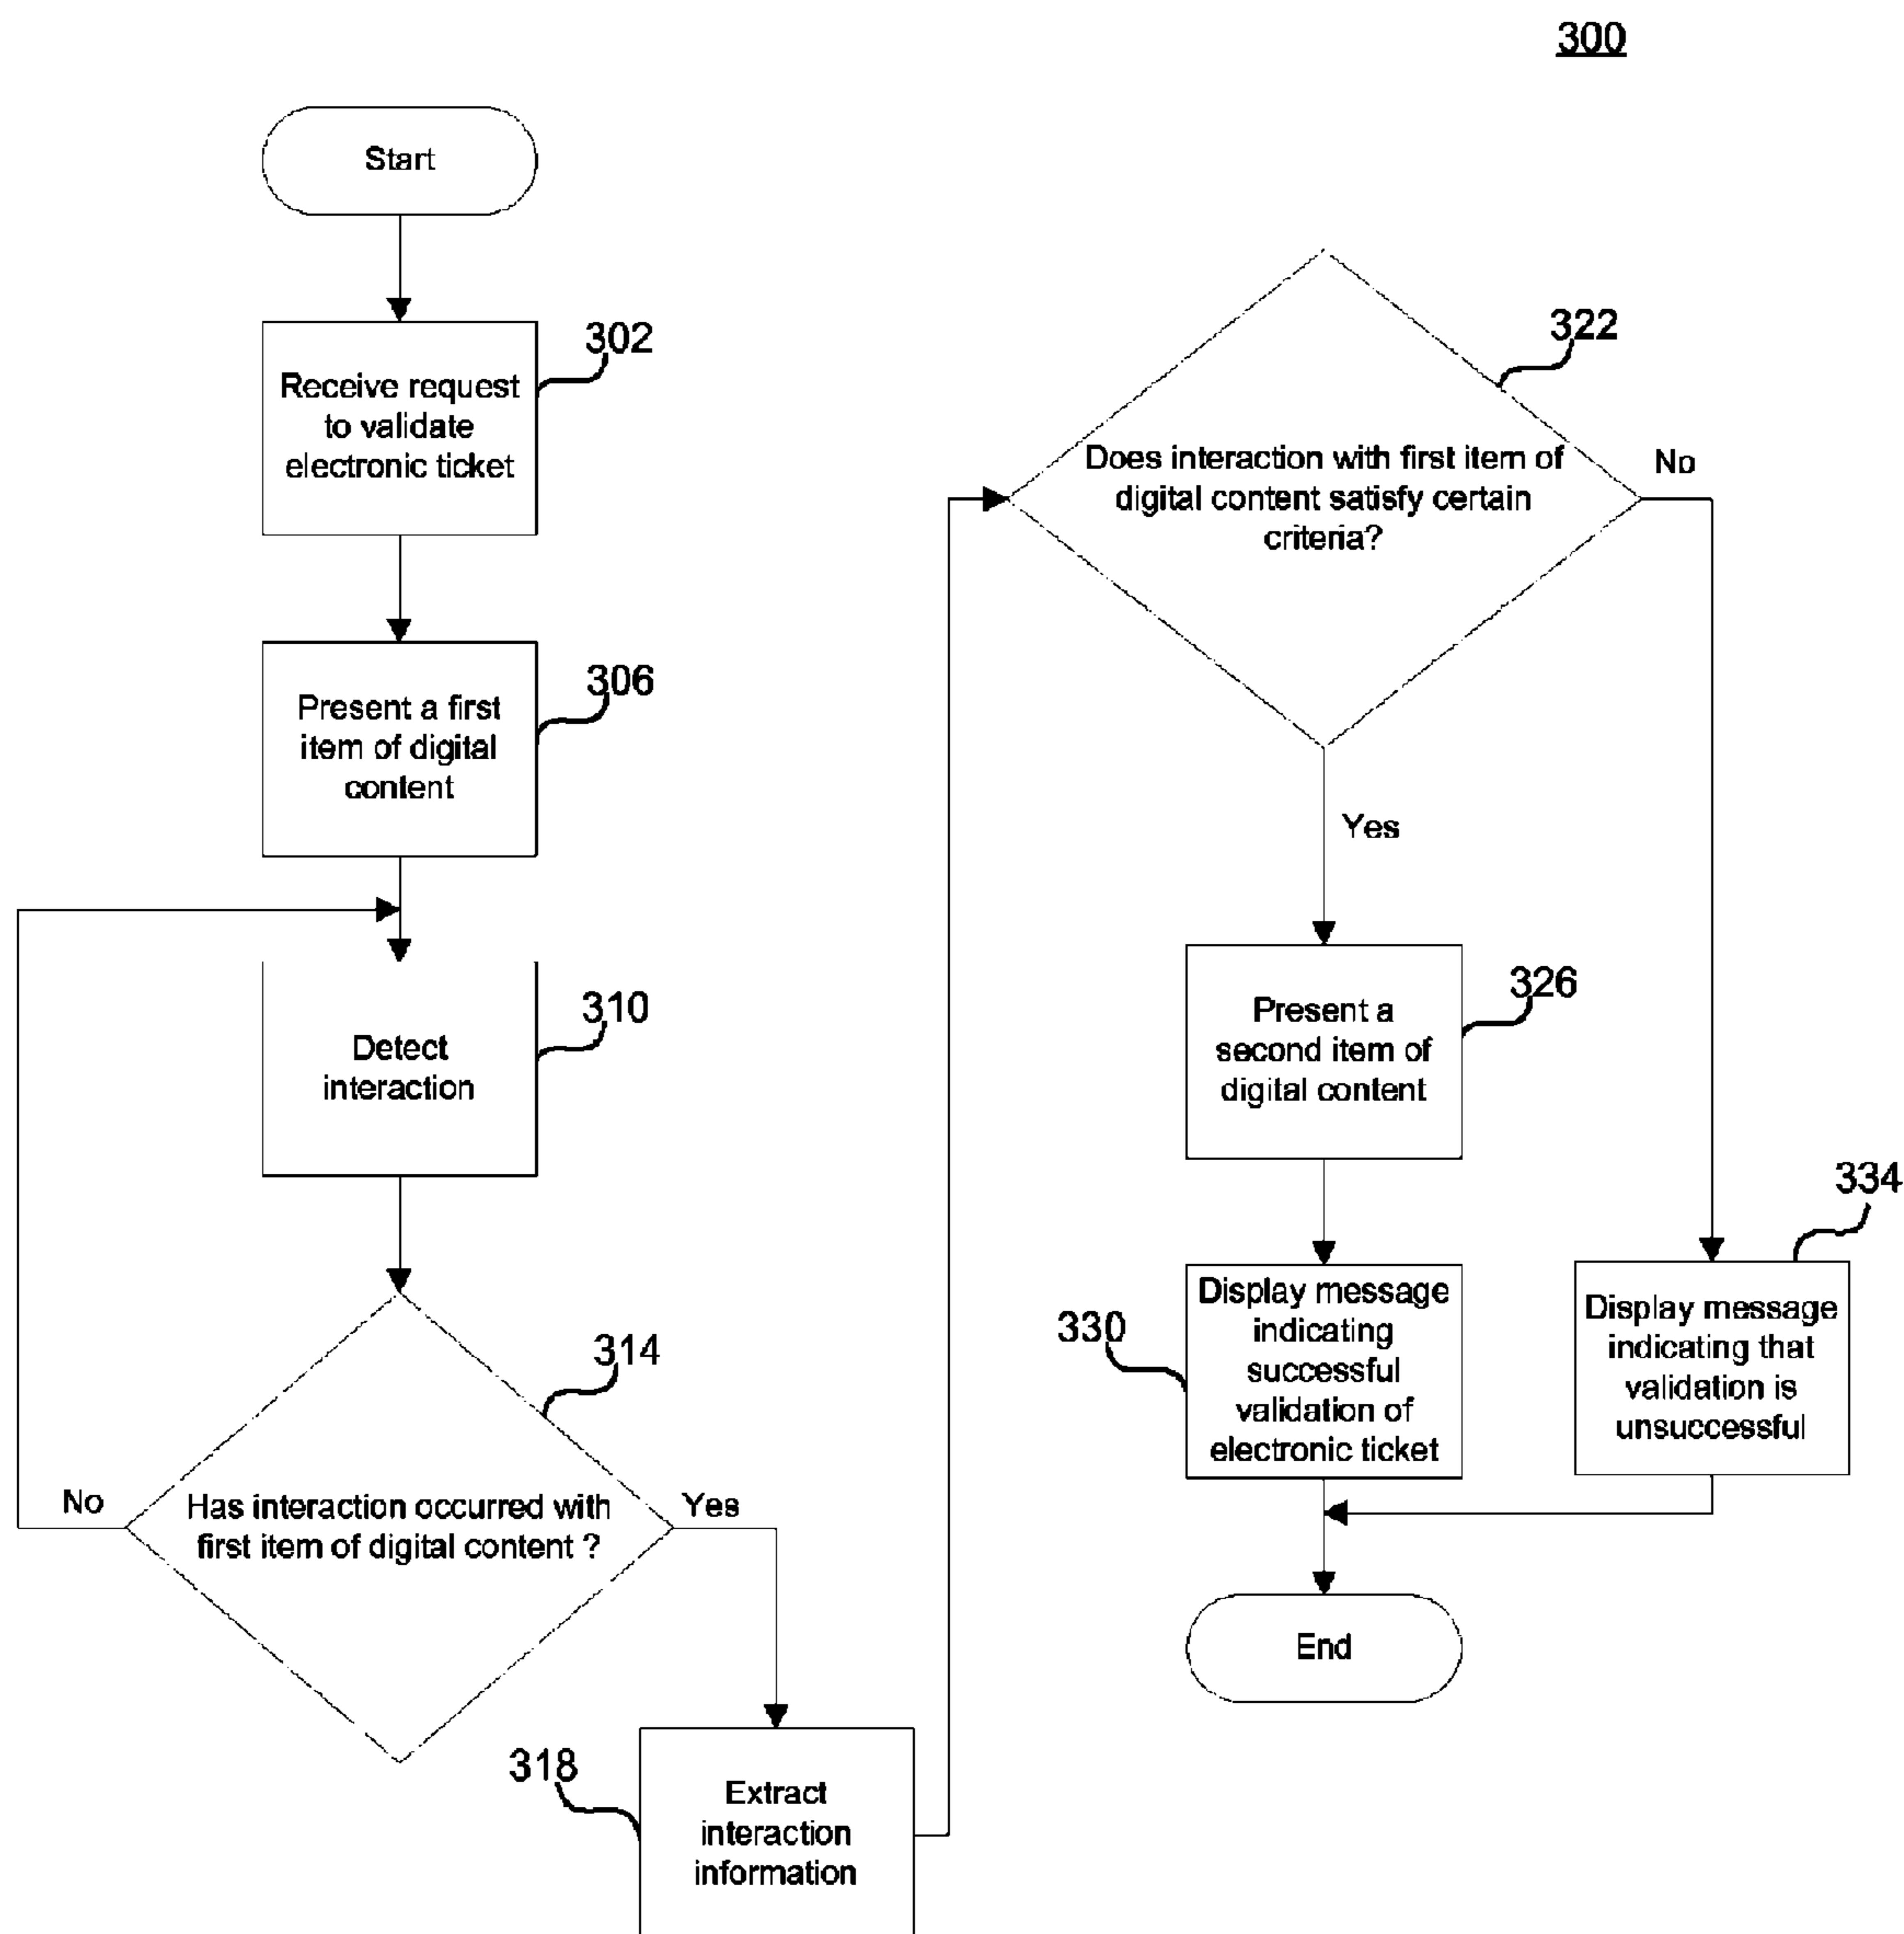 300
Start
302
Receive request
to validate
electronic ticket
306
Present a first
item of digital
content
310
Detect
interaction
314
Has interaction occurred with
first item of digital content ?
No
Yes
318
Extract
interaction
information
322
Does interaction with first item of
digital content satisfy certain
criteria?
No
Yes
326
Present a
second item of
digital content
330
Display message
indicating
successful
validation of
electronic ticket
334
Display message
indicating that
validation is
unsuccessful
End